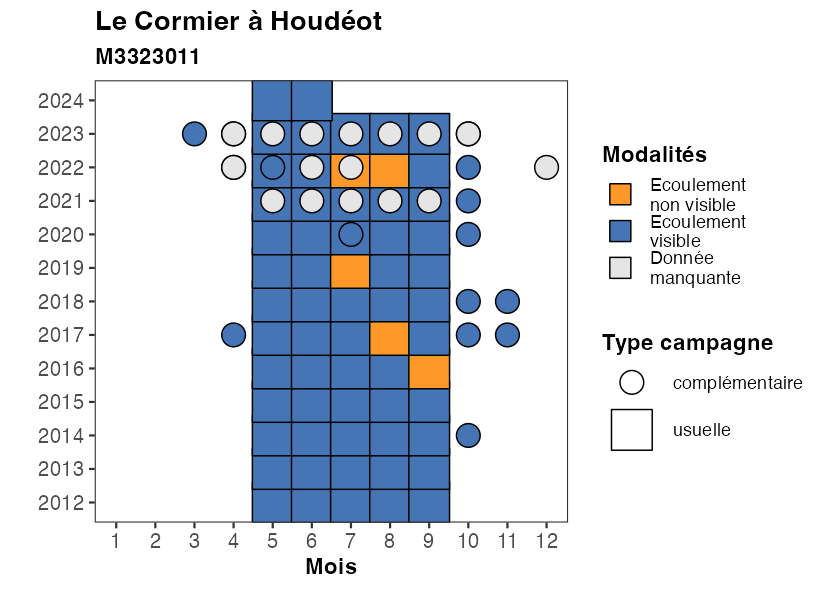 Le Cormier à Houdéot
M3323011
2024
2023
2022
2021
2020
2019
2018
2017
2016
2015
2014
2013
2012
1 2 3 4 5 6 7 8 9 10 11 12
Mois
Modalités
Ecoulement
non visible
Ecoulement
visible
Donnée
manquante
Type campagne
complémentaire
usuelle